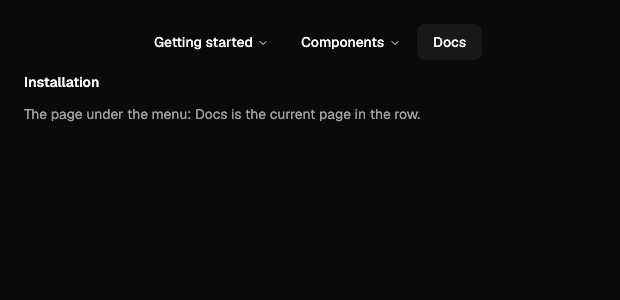 Getting started Components Docs
Installation
The page under the menu: Docs is the current page in the row.